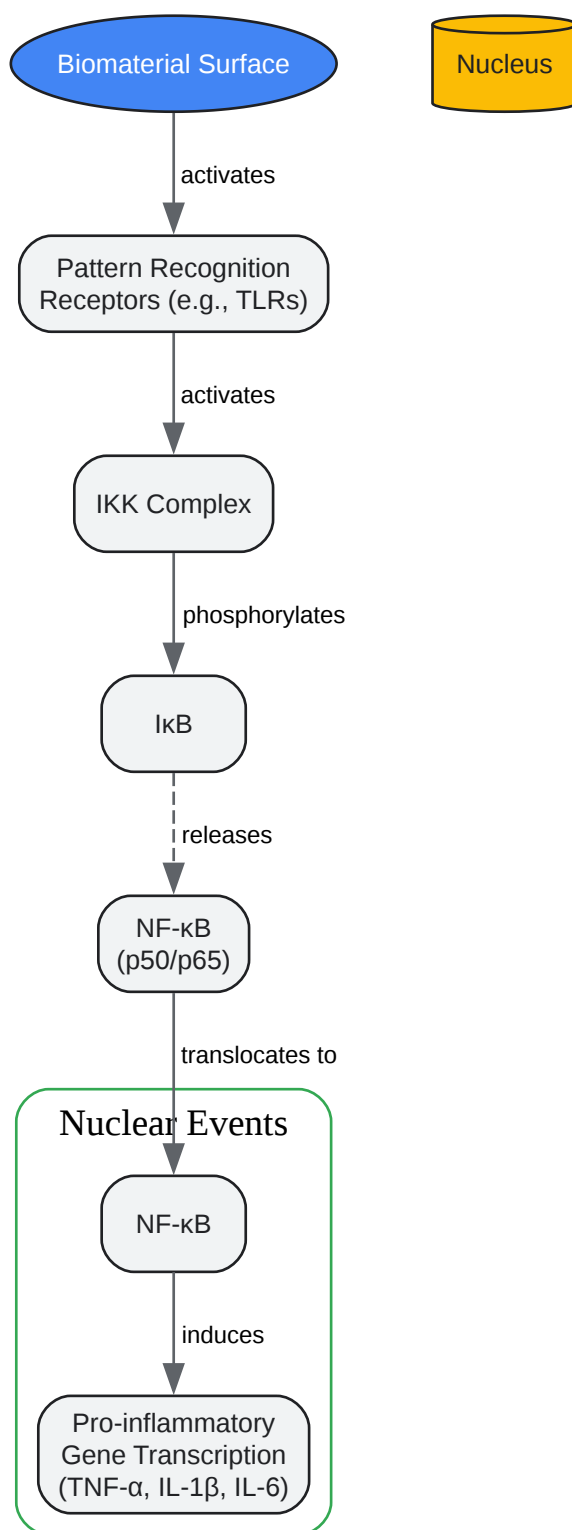 Biomaterial Surface
Nucleus
activates
Pattern Recognition
Receptors (e.g., TLRs)
activates
IKK Complex
phosphorylates
IκB
releases
NF-κB
(p50/p65)
translocates to
Nuclear Events
NF-κB
induces
Pro-inflammatory
Gene Transcription
(TNF-α, IL-1β, IL-6)